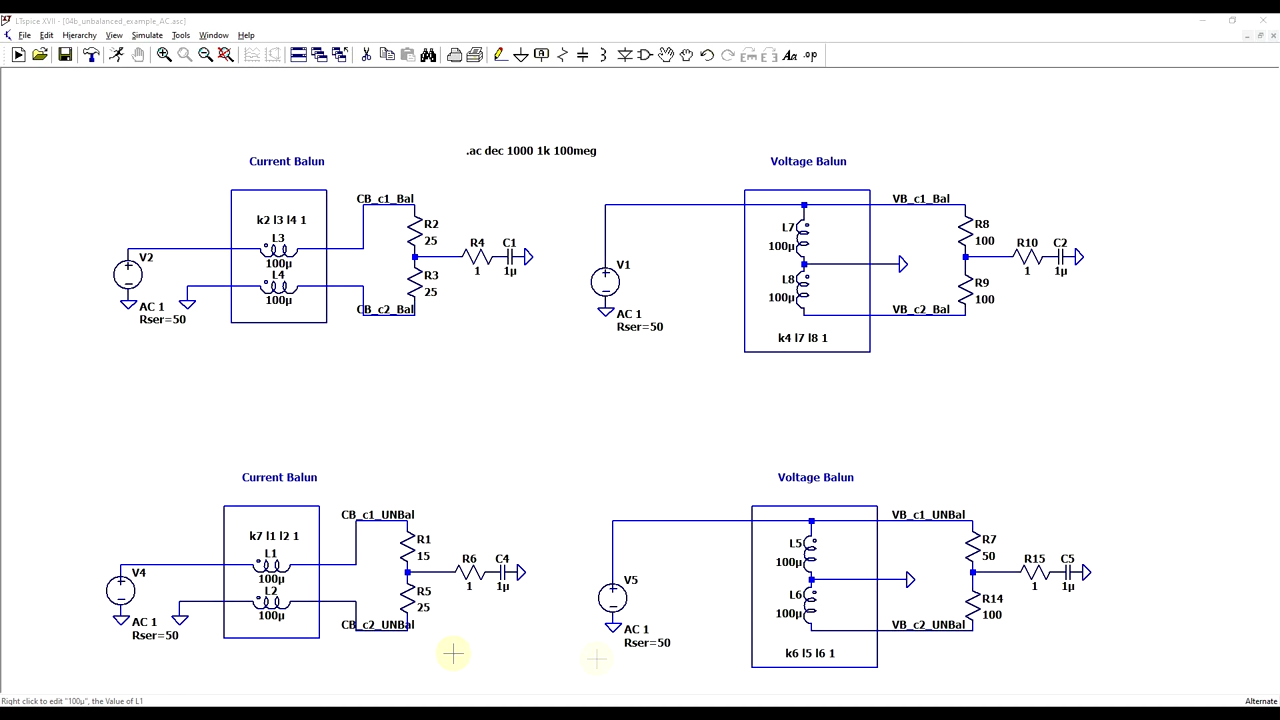 LTspice XVII - [04b_unbalanced_example_AC.asc]
File Edit Hierarchy View Simulate Tools Window Help
.ac dec 1000 1k 100meg
Current Balun
k2 l3 l4 1
L3
100µ
L4
100µ
V2
AC 1
Rser=50
CB_c1_Bal
R2
25
R3
25
CB_c2_Bal
R4
1
C1
1µ
Voltage Balun
V1
AC 1
Rser=50
L7
100µ
L8
100µ
k4 l7 l8 1
VB_c1_Bal
R8
100
R9
100
VB_c2_Bal
R10
1
C2
1µ
Current Balun
k7 l1 l2 1
L1
100µ
L2
100µ
V4
AC 1
Rser=50
CB_c1_UNBal
R1
15
R5
25
CB_c2_UNBal
R6
1
C4
1µ
Voltage Balun
V5
AC 1
Rser=50
L5
100µ
L6
100µ
k6 l5 l6 1
VB_c1_UNBal
R7
50
R14
100
VB_c2_UNBal
R15
1
C5
1µ
Right click to edit "100µ", the Value of L1
Alternate